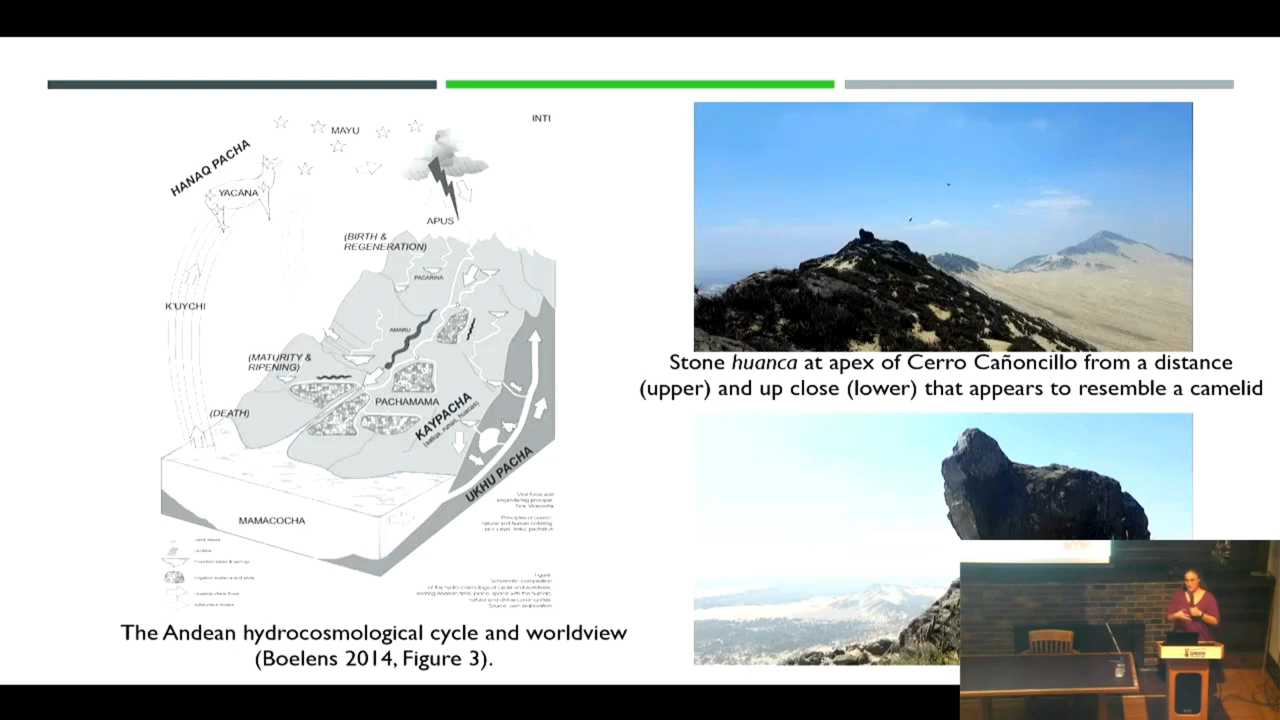 INTI
MAYU
HANAQ PACHA
YACANA
APUS
(BIRTH &
REGENERATION)
PACARINA
K'UYCHI
AMARU
(MATURITY &
RIPENING)
PACHAMAMA
(DEATH)
KAYPACHA
UKHU PACHA
MAMACOCHA
The Andean hydrocosmological cycle and worldview
(Boelens 2014, Figure 3).
Stone huanca at apex of Cerro Cañoncillo from a distance
(upper) and up close (lower) that appears to resemble a camelid